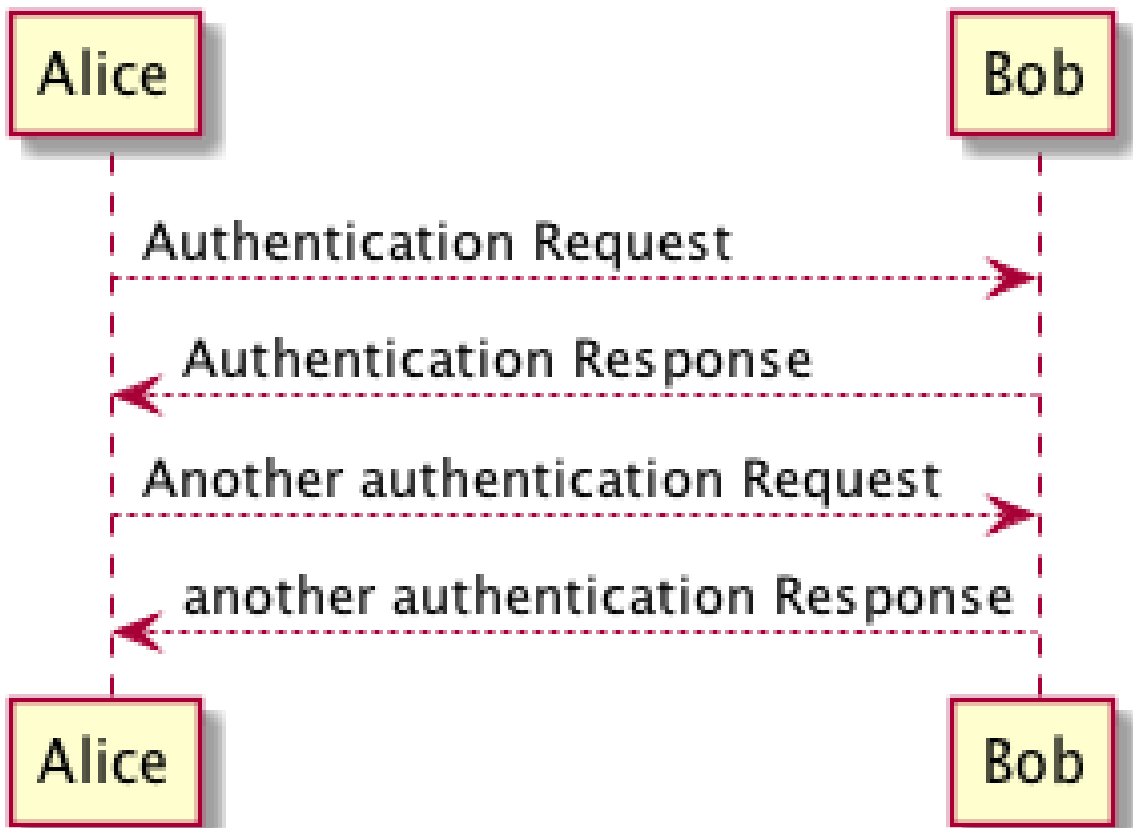 Alice
Bob
Authentication Request
Authentication Response
Another authentication Request
another authentication Response
Alice
Bob